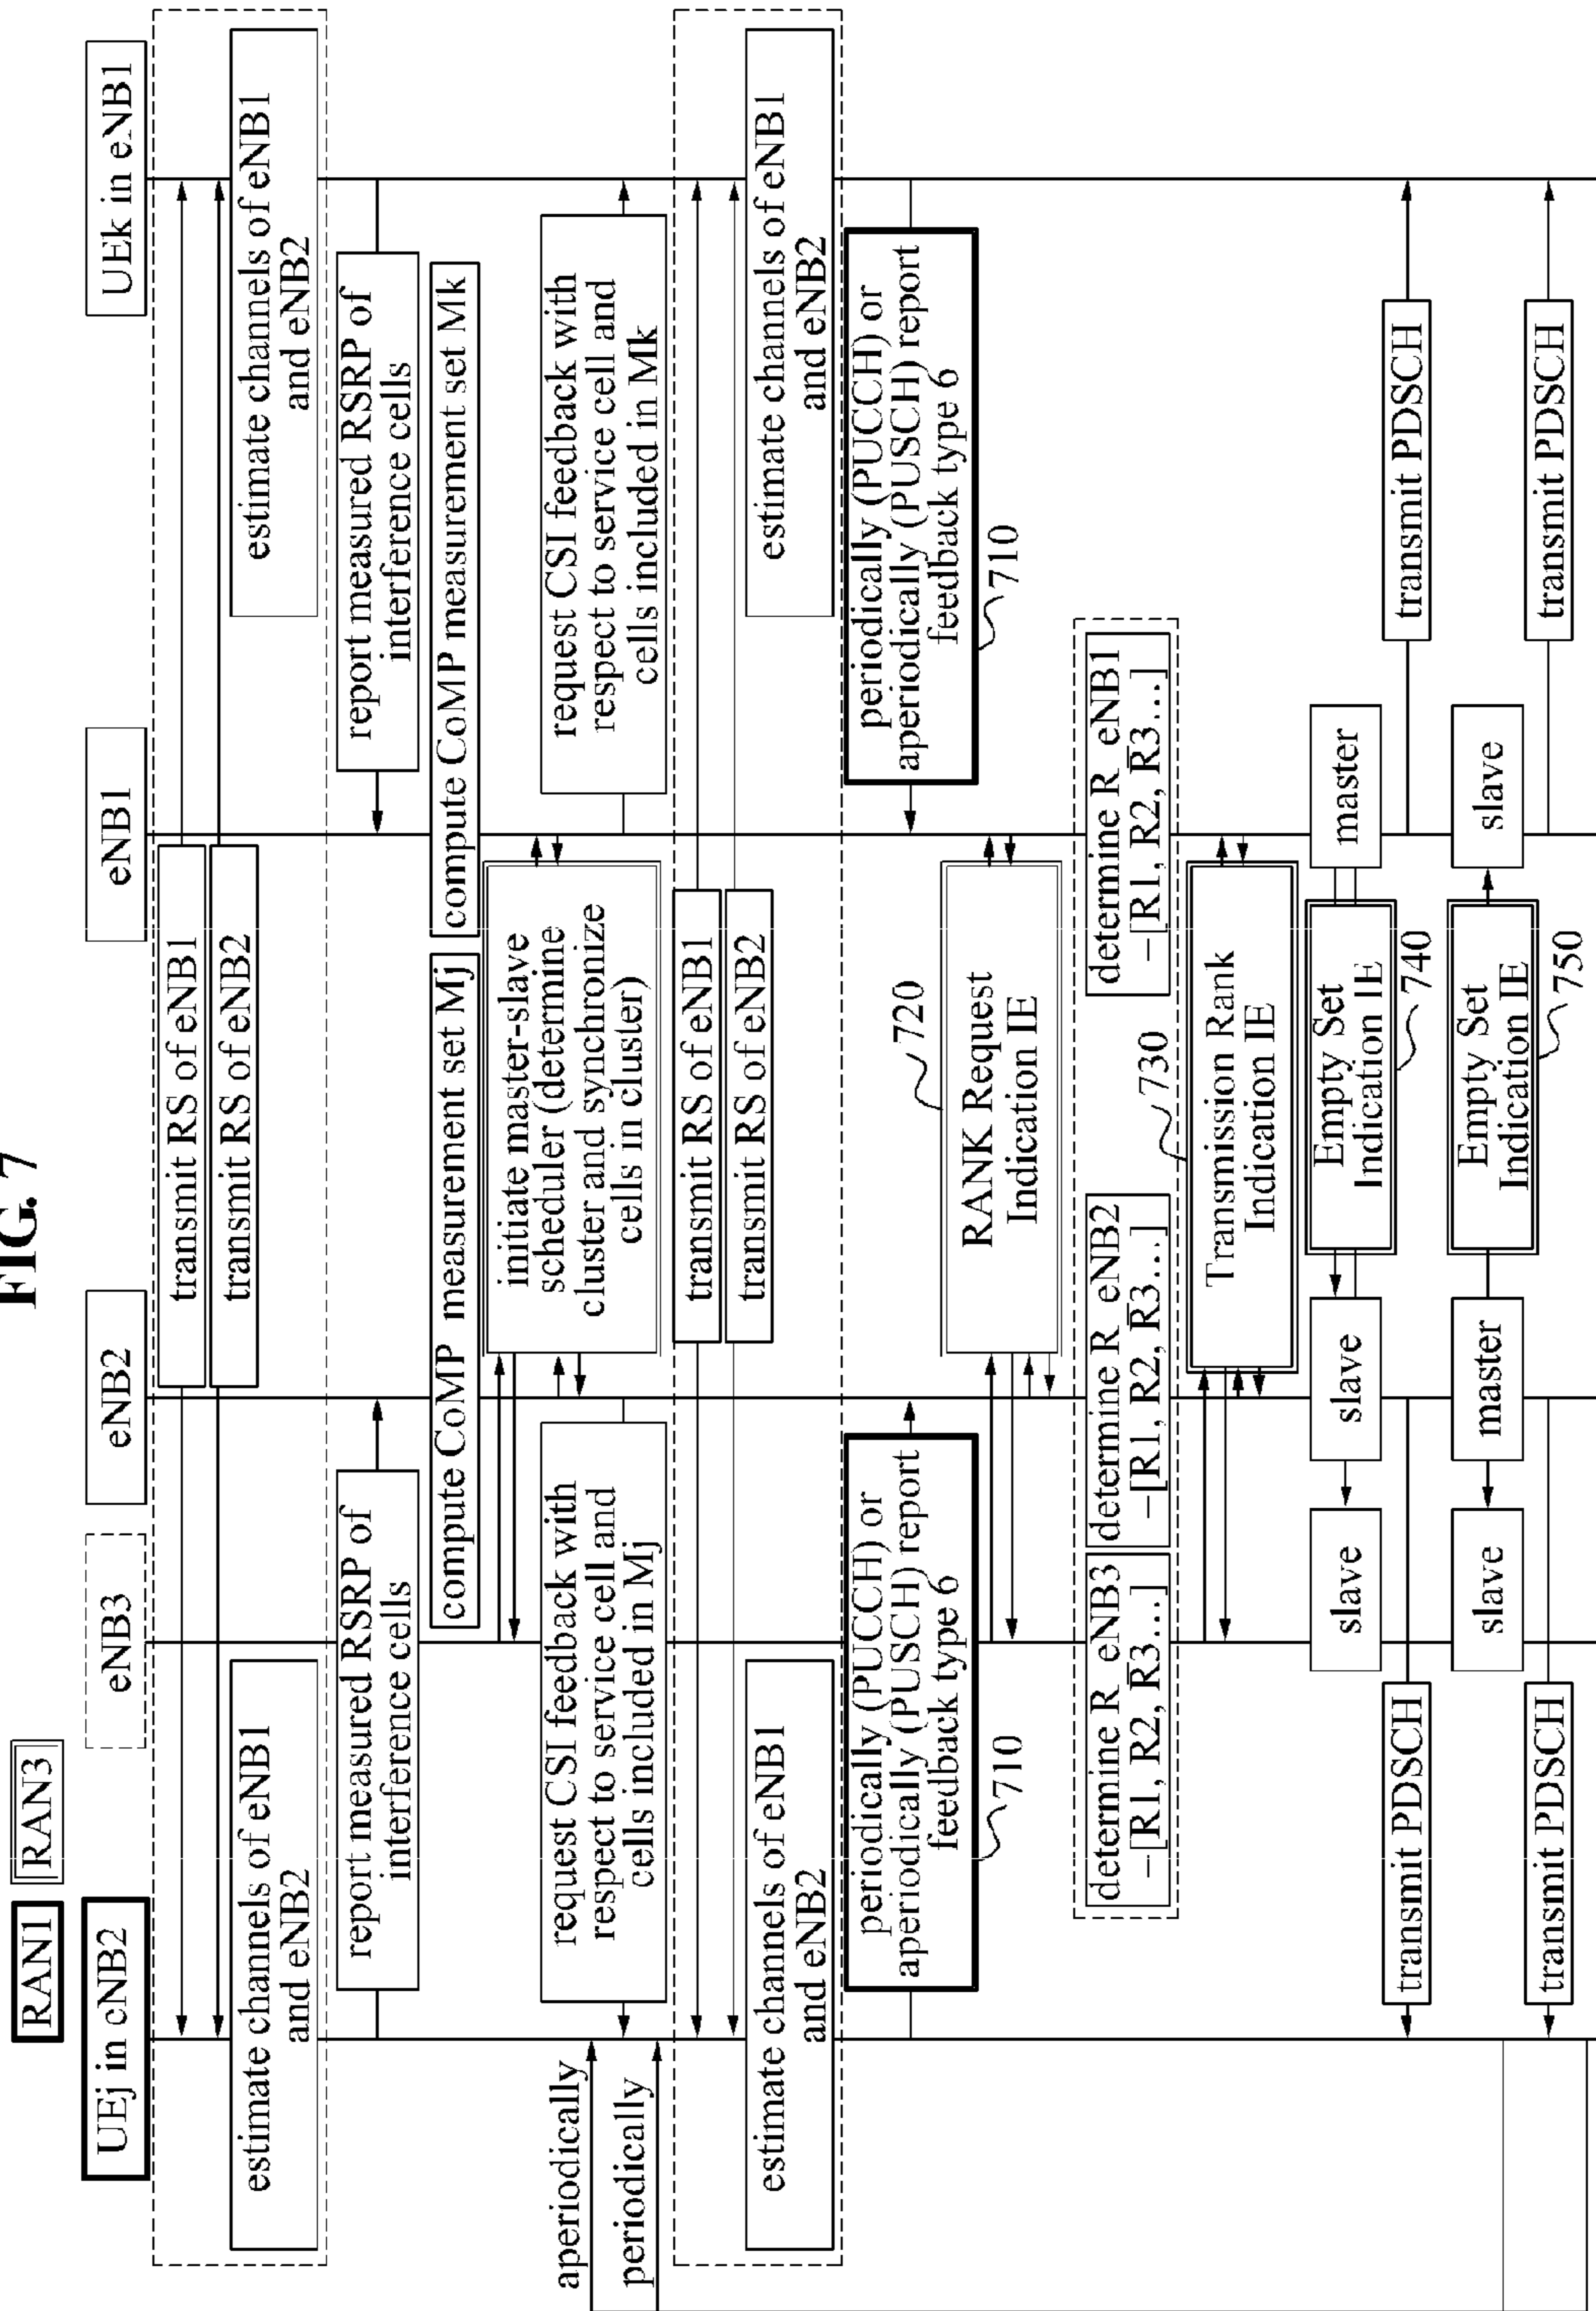 FIG. 7
RAN1
RAN3
UEj in cNB2
eNB3
eNB2
eNB1
UEk in eNB1
transmit RS of eNB1
transmit RS of eNB2
estimate channels of eNB1
and eNB2
estimate channels of eNB1
and eNB2
report measured RSRP of
interference cells
report measured RSRP of
interference cells
compute CoMP measurement set Mj
compute CoMP measurement set Mk
initiate master-slave
scheduler (determine
cluster and synchronize
cells in cluster)
aperiodically
periodically
request CSI feedback with
respect to service cell and
cells included in Mj
request CSI feedback with
respect to service cell and
cells included in Mk
transmit RS of eNB1
transmit RS of eNB2
estimate channels of eNB1
and eNB2
estimate channels of eNB1
and eNB2
periodically (PUCCH) or
aperiodically (PUSCH) report
feedback type 6
710
periodically (PUCCH) or
aperiodically (PUSCH) report
feedback type 6
710
720
RANK Request
Indication IE
determine R_eNB3
–[R1, R2, R3...]
determine R_eNB2
–[R1, R2, R3...]
determine R_eNB1
–[R1, R2, R3...]
730
Transmission Rank
Indication IE
slave
slave
Empty Set
Indication IE
740
master
transmit PDSCH
transmit PDSCH
slave
master
Empty Set
Indication IE
750
slave
transmit PDSCH
transmit PDSCH